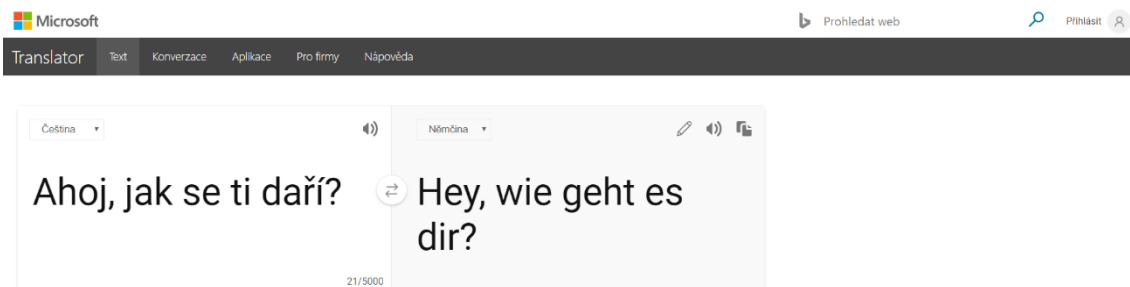 Microsoft
Prohledat web
Přihlásit
Translator Text Konverzace Aplikace Pro firmy Nápověda
Čeština
Němčina
Ahoj, jak se ti daří?
Hey, wie geht es
dir?
21/5000